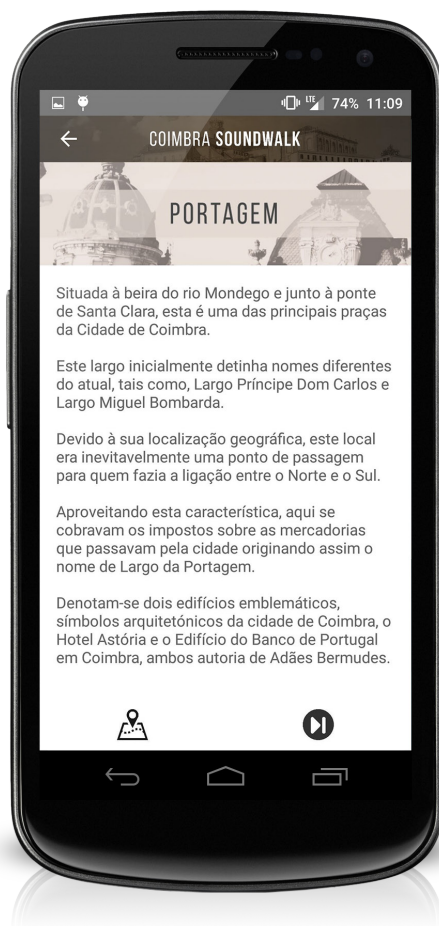 LTE 74% 11:09
COIMBRA SOUNDWALK
PORTAGEM
Situada à beira do rio Mondego e junto à ponte
de Santa Clara, esta é uma das principais praças
da Cidade de Coimbra.
Este largo inicialmente detinha nomes diferentes
do atual, tais como, Largo Príncipe Dom Carlos e
Largo Miguel Bombarda.
Devido à sua localização geográfica, este local
era inevitavelmente uma ponto de passagem
para quem fazia a ligação entre o Norte e o Sul.
Aproveitando esta característica, aqui se
cobravam os impostos sobre as mercadorias
que passavam pela cidade originando assim o
nome de Largo da Portagem.
Denotam-se dois edifícios emblemáticos,
símbolos arquitetónicos da cidade de Coimbra, o
Hotel Astória e o Edifício do Banco de Portugal
em Coimbra, ambos autoria de Adães Bermudes.